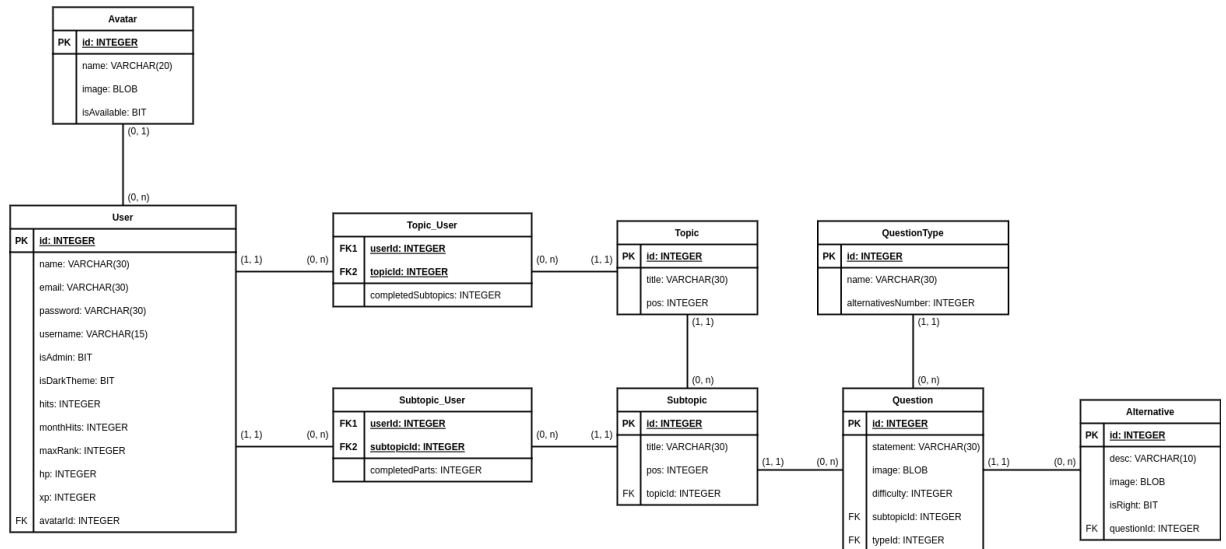 Avatar
PK id: INTEGER
name: VARCHAR(20)
image: BLOB
isAvailable: BIT
(0, 1)
(0, n)
User
PK id: INTEGER
name: VARCHAR(30)
email: VARCHAR(30)
password: VARCHAR(30)
username: VARCHAR(15)
isAdmin: BIT
isDarkTheme: BIT
hits: INTEGER
monthHits: INTEGER
maxRank: INTEGER
hp: INTEGER
xp: INTEGER
FK avatarId: INTEGER
(1, 1) (0, n)
Topic_User
FK1 userId: INTEGER
FK2 topicId: INTEGER
completedSubtopics: INTEGER
(0, n) (1, 1)
Topic
PK id: INTEGER
title: VARCHAR(30)
pos: INTEGER
(1, 1)
(0, n)
QuestionType
PK id: INTEGER
name: VARCHAR(30)
alternativesNumber: INTEGER
(1, 1)
(0, n)
(1, 1) (0, n)
Subtopic_User
FK1 userId: INTEGER
FK2 subtopicId: INTEGER
completedParts: INTEGER
(0, n) (1, 1)
Subtopic
PK id: INTEGER
title: VARCHAR(30)
pos: INTEGER
FK topicId: INTEGER
(1, 1) (0, n)
Question
PK id: INTEGER
statement: VARCHAR(30)
image: BLOB
difficulty: INTEGER
FK subtopicId: INTEGER
FK typeId: INTEGER
(1, 1) (0, n)
Alternative
PK id: INTEGER
desc: VARCHAR(10)
image: BLOB
isRight: BIT
FK questionId: INTEGER